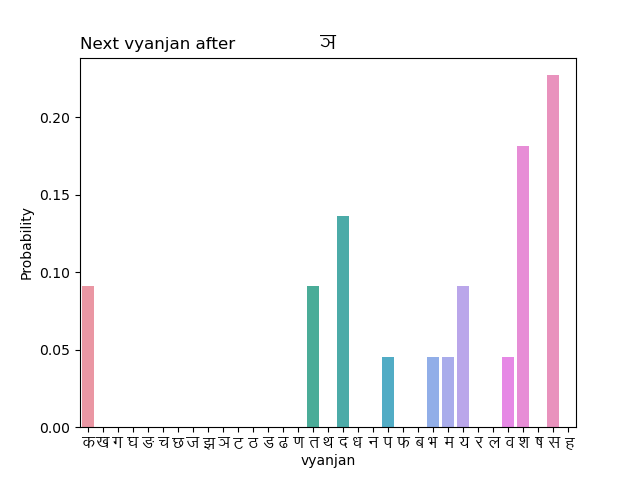 Next vyanjan after ञ
0.20
0.15
0.10
0.05
0.00
Probability
क ख ग घ ङ च छ ज झ ञ ट ठ ड ढ ण त थ द ध न प फ ब भ म य र ल व श ष स ह
vyanjan